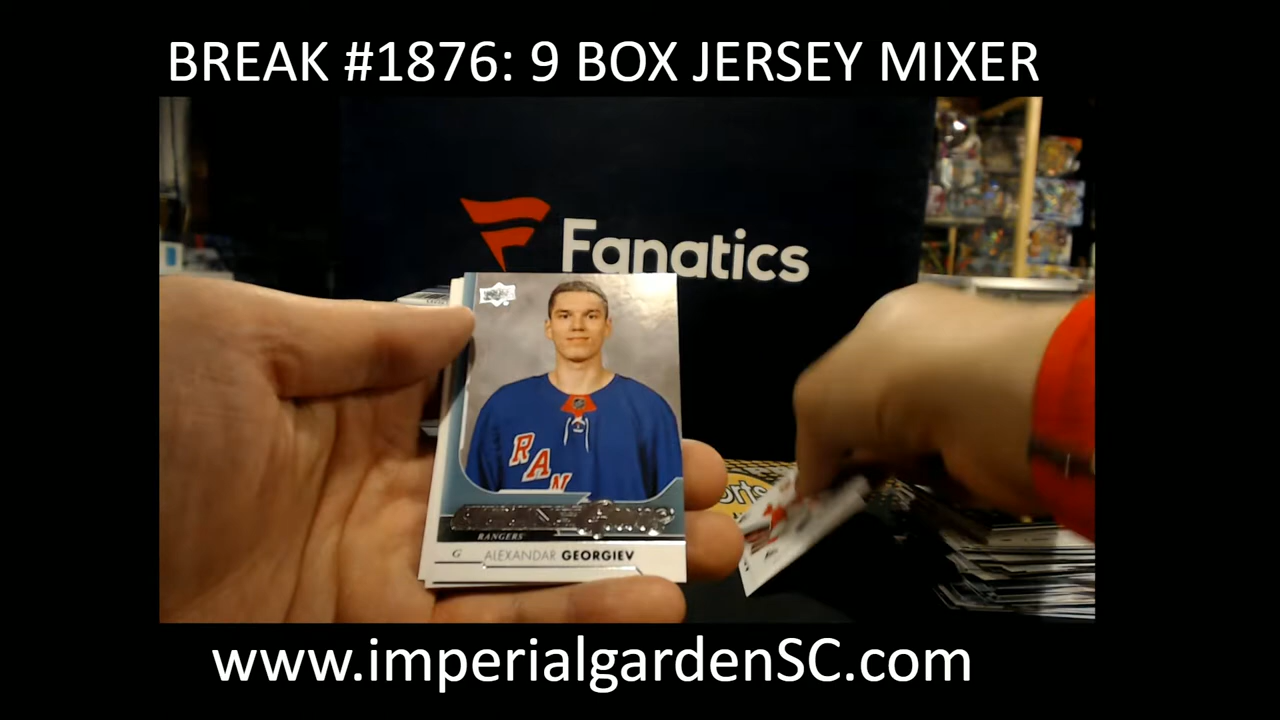 BREAK #1876: 9 BOX JERSEY MIXER
Fanatics
RAN
RANGERS
G ALEXANDAR GEORGIEV
www.imperialgardenSC.com